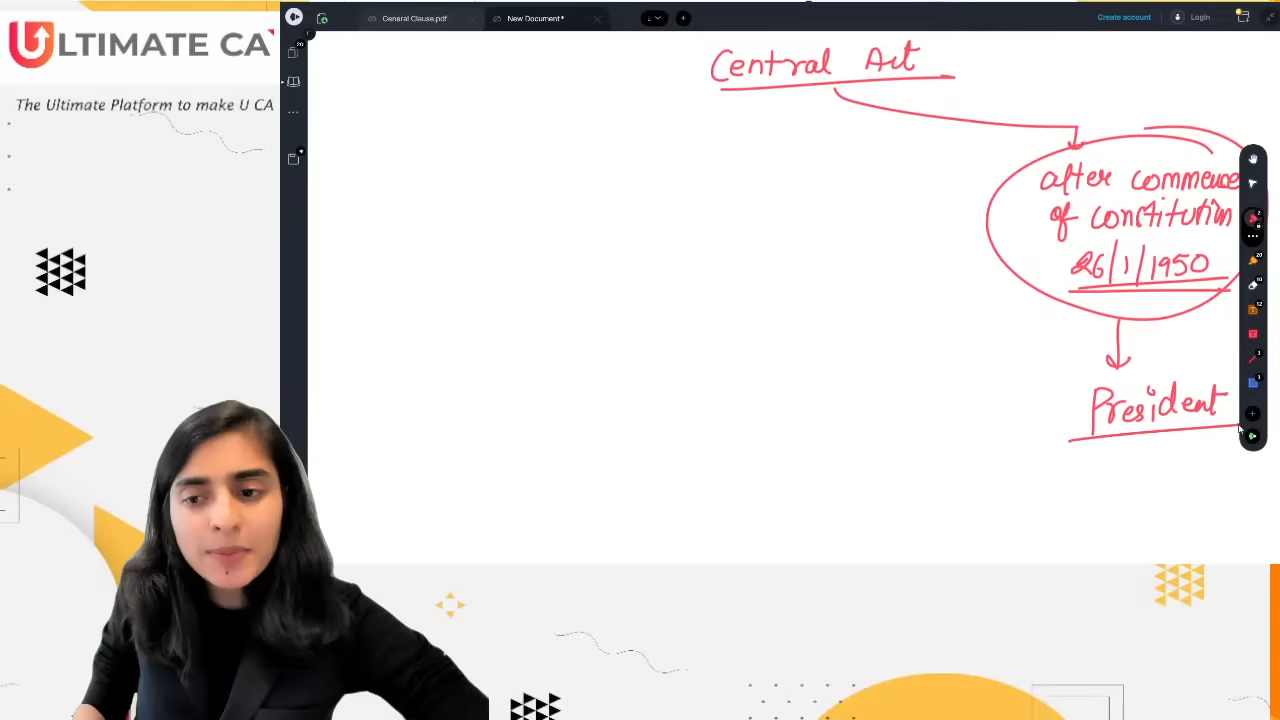 ULTIMATE CA
The Ultimate Platform to make U CA
General Clause.pdf
New Document*
Create account
Login
Central Act
after commence
of constitution
26/1/1950
President